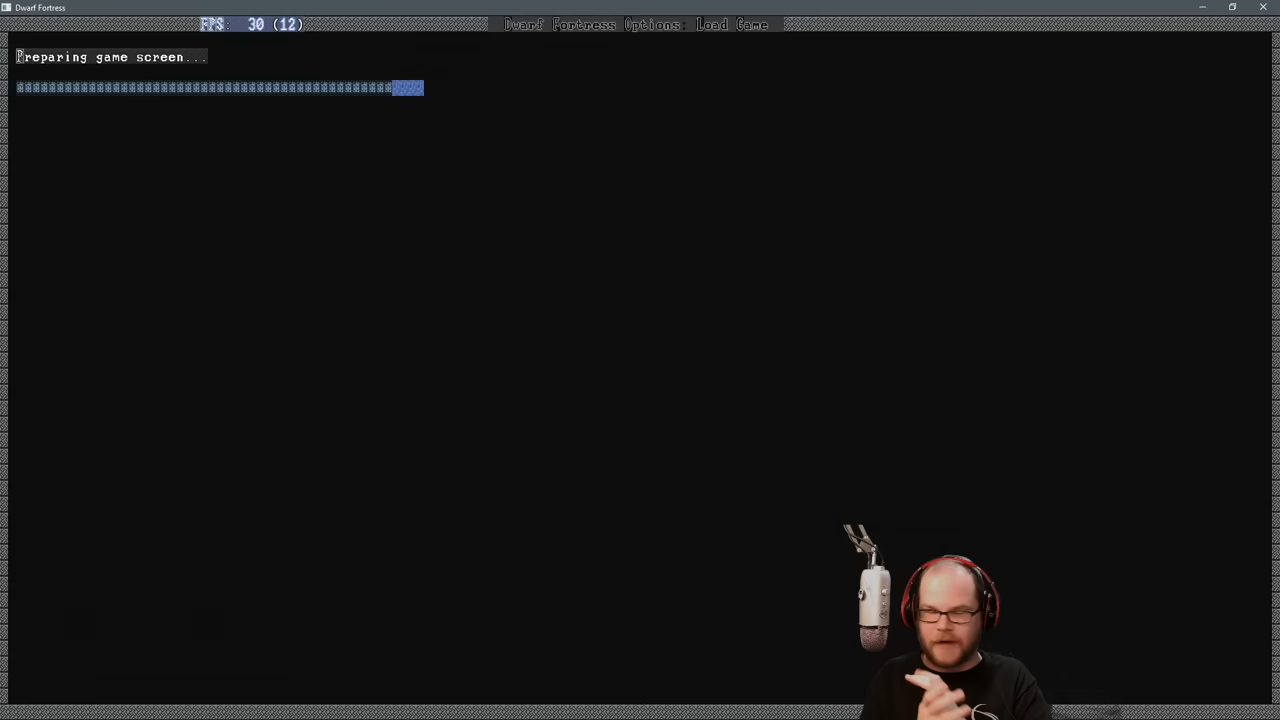 Dwarf Fortress
FPS: 30 (12)
Dwarf Fortress Options: Load Game
Preparing game screen...